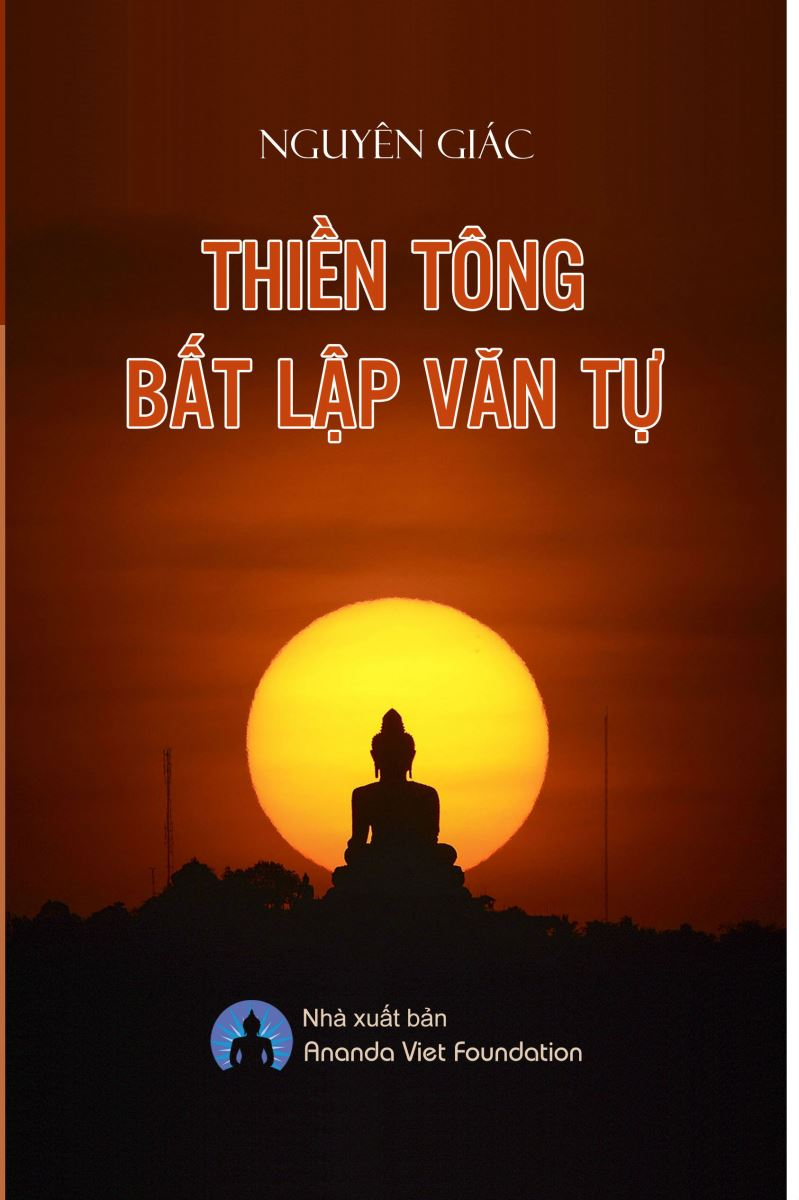 NGUYÊN GIÁC
THIỀN TÔNG
BẤT LẬP VĂN TỰ
Nhà xuất bản
Ananda Viet Foundation